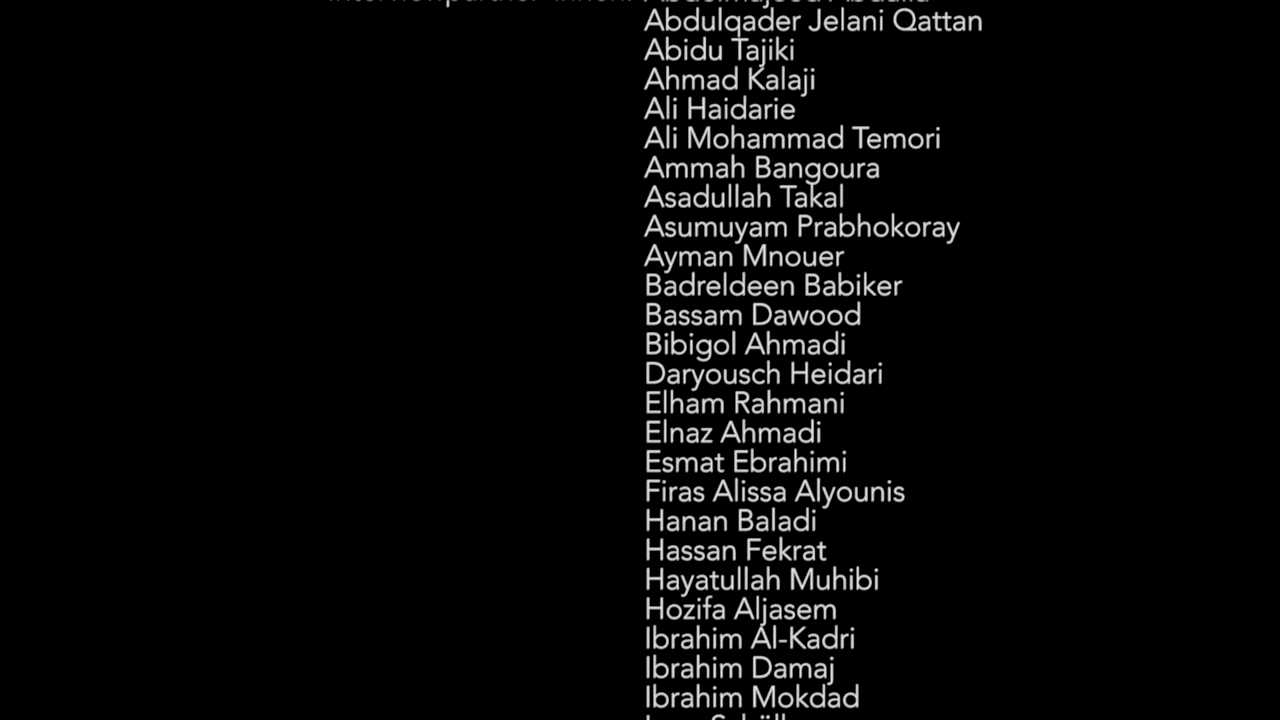 Abdulqader Jelani Qattan
Abidu Tajiki
Ahmad Kalaji
Ali Haidarie
Ali Mohammad Temori
Ammah Bangoura
Asadullah Takal
Asumuyam Prabhokoray
Ayman Mnouer
Badreldeen Babiker
Bassam Dawood
Bibigol Ahmadi
Daryousch Heidari
Elham Rahmani
Elnaz Ahmadi
Esmat Ebrahimi
Firas Alissa Alyounis
Hanan Baladi
Hassan Fekrat
Hayatullah Muhibi
Hozifa Aljasem
Ibrahim Al-Kadri
Ibrahim Damaj
Ibrahim Mokdad